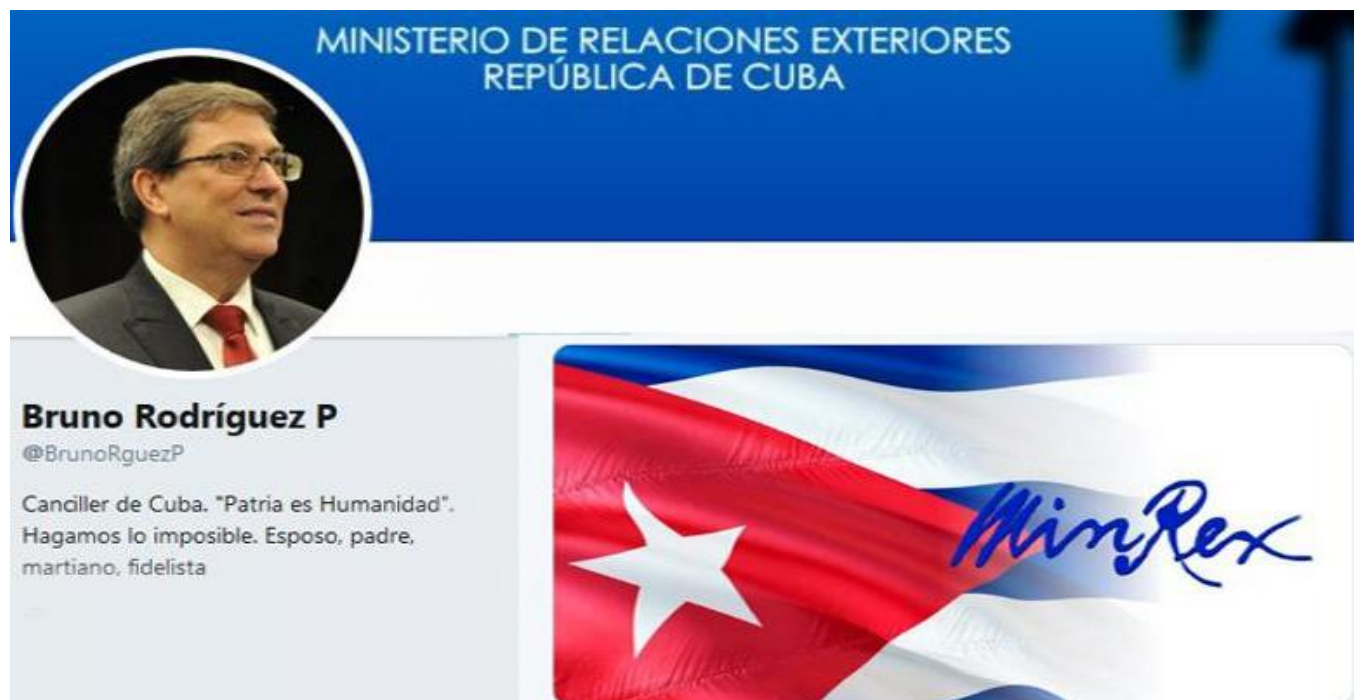 MINISTERIO DE RELACIONES EXTERIORES
REPÚBLICA DE CUBA
Bruno Rodríguez P
@BrunoRguezP
Canciller de Cuba. "Patria es Humanidad".
Hagamos lo imposible. Esposo, padre,
martiano, fidelista
MinRex